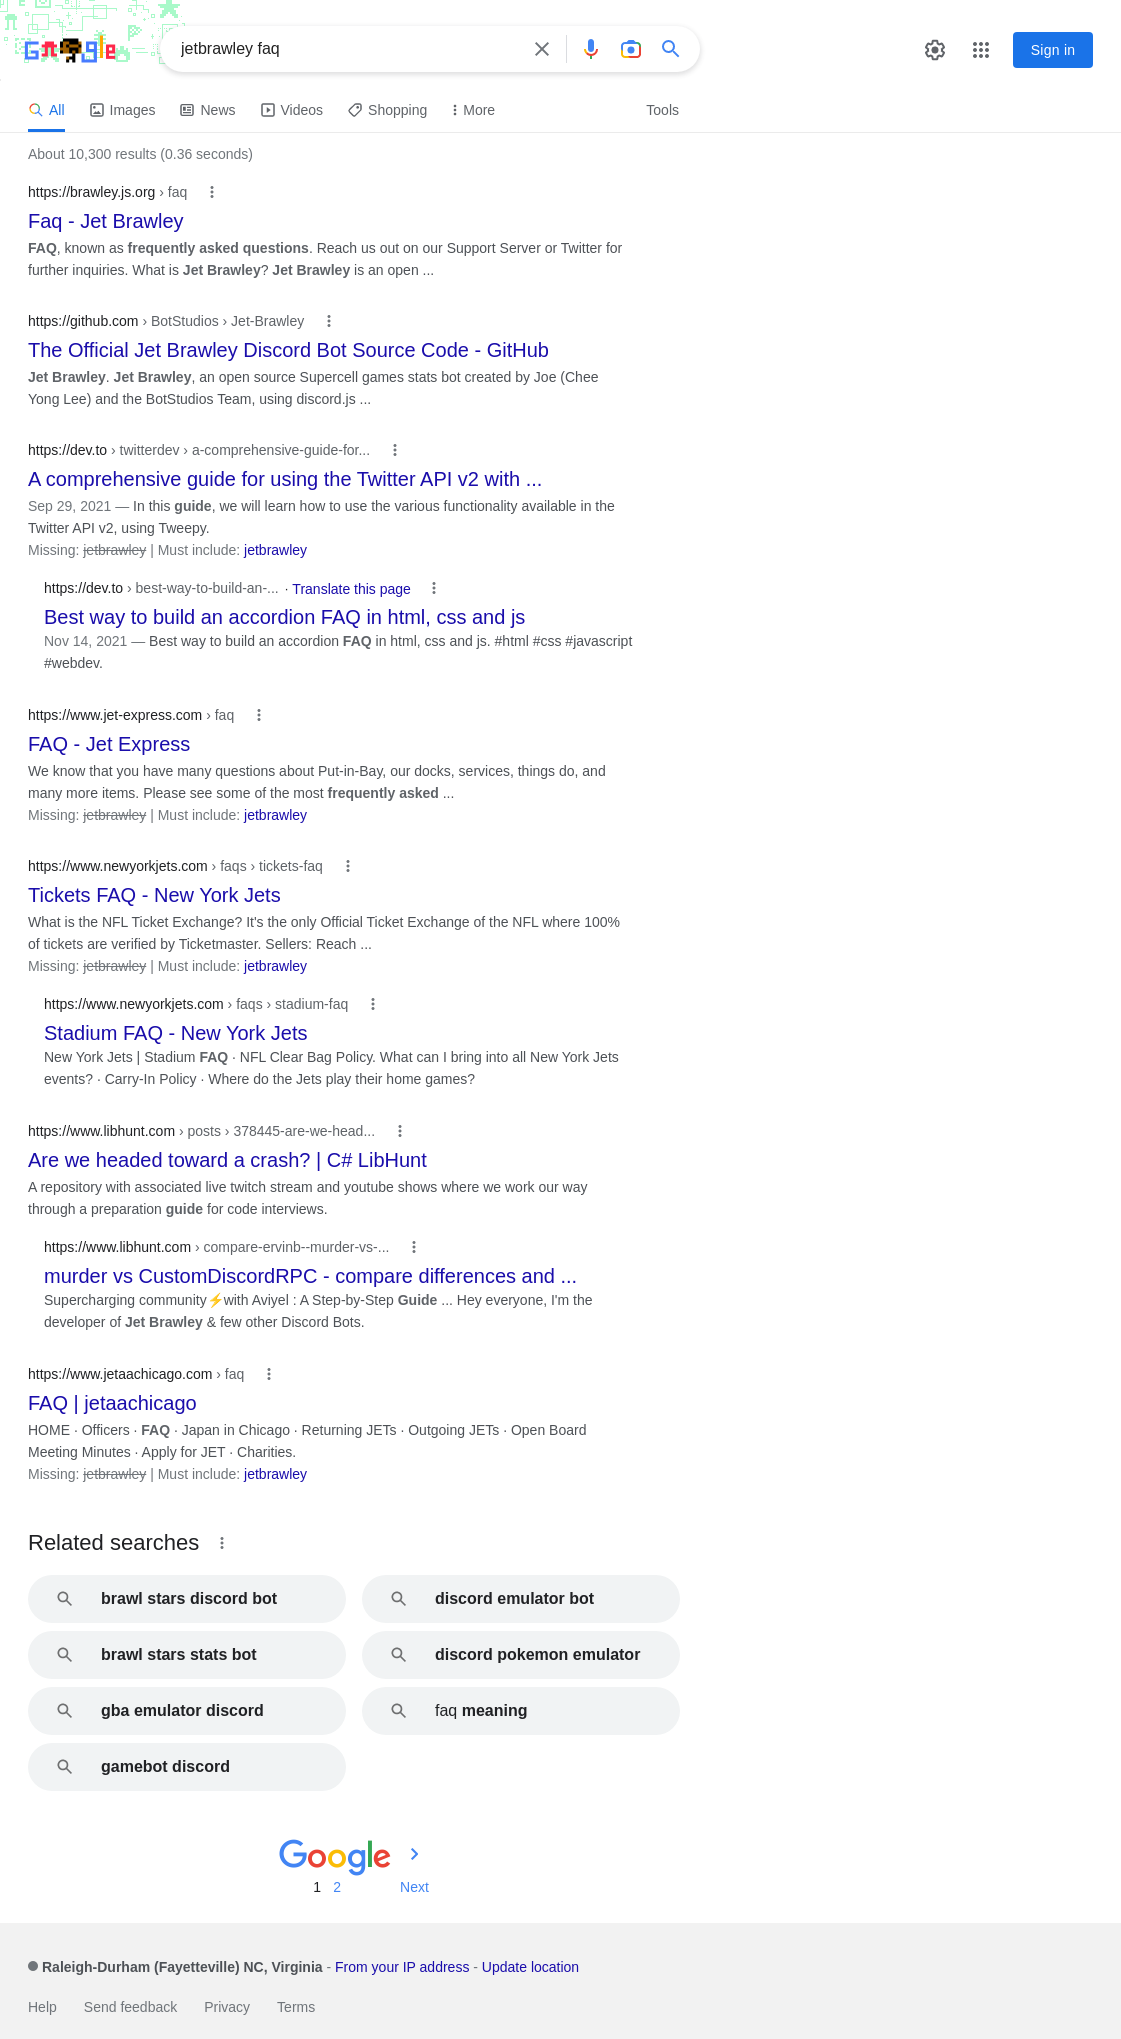 Google
jetbrawley faq
Sign in
All
Images
News
Videos
Shopping
More
Tools
About 10,300 results (0.36 seconds)
https://brawley.js.org › faq
Faq - Jet Brawley
FAQ, known as frequently asked questions. Reach us out on our Support Server or Twitter for
further inquiries. What is Jet Brawley? Jet Brawley is an open ...
https://github.com › BotStudios › Jet-Brawley
The Official Jet Brawley Discord Bot Source Code - GitHub
Jet Brawley. Jet Brawley, an open source Supercell games stats bot created by Joe (Chee
Yong Lee) and the BotStudios Team, using discord.js ...
https://dev.to › twitterdev › a-comprehensive-guide-for...
A comprehensive guide for using the Twitter API v2 with ...
Sep 29, 2021 — In this guide, we will learn how to use the various functionality available in the
Twitter API v2, using Tweepy.
Missing: jetbrawley | Must include: jetbrawley
https://dev.to › best-way-to-build-an-... · Translate this page
Best way to build an accordion FAQ in html, css and js
Nov 14, 2021 — Best way to build an accordion FAQ in html, css and js. #html #css #javascript
#webdev.
https://www.jet-express.com › faq
FAQ - Jet Express
We know that you have many questions about Put-in-Bay, our docks, services, things do, and
many more items. Please see some of the most frequently asked ...
Missing: jetbrawley | Must include: jetbrawley
https://www.newyorkjets.com › faqs › tickets-faq
Tickets FAQ - New York Jets
What is the NFL Ticket Exchange? It's the only Official Ticket Exchange of the NFL where 100%
of tickets are verified by Ticketmaster. Sellers: Reach ...
Missing: jetbrawley | Must include: jetbrawley
https://www.newyorkjets.com › faqs › stadium-faq
Stadium FAQ - New York Jets
New York Jets | Stadium FAQ · NFL Clear Bag Policy. What can I bring into all New York Jets
events? · Carry-In Policy · Where do the Jets play their home games?
https://www.libhunt.com › posts › 378445-are-we-head...
Are we headed toward a crash? | C# LibHunt
A repository with associated live twitch stream and youtube shows where we work our way
through a preparation guide for code interviews.
https://www.libhunt.com › compare-ervinb--murder-vs-...
murder vs CustomDiscordRPC - compare differences and ...
Supercharging community⚡with Aviyel : A Step-by-Step Guide ... Hey everyone, I'm the
developer of Jet Brawley & few other Discord Bots.
https://www.jetaachicago.com › faq
FAQ | jetaachicago
HOME · Officers · FAQ · Japan in Chicago · Returning JETs · Outgoing JETs · Open Board
Meeting Minutes · Apply for JET · Charities.
Missing: jetbrawley | Must include: jetbrawley
Related searches
brawl stars discord bot
discord emulator bot
brawl stars stats bot
discord pokemon emulator
gba emulator discord
faq meaning
gamebot discord
Google
1 2 Next
Raleigh-Durham (Fayetteville) NC, Virginia - From your IP address - Update location
Help Send feedback Privacy Terms